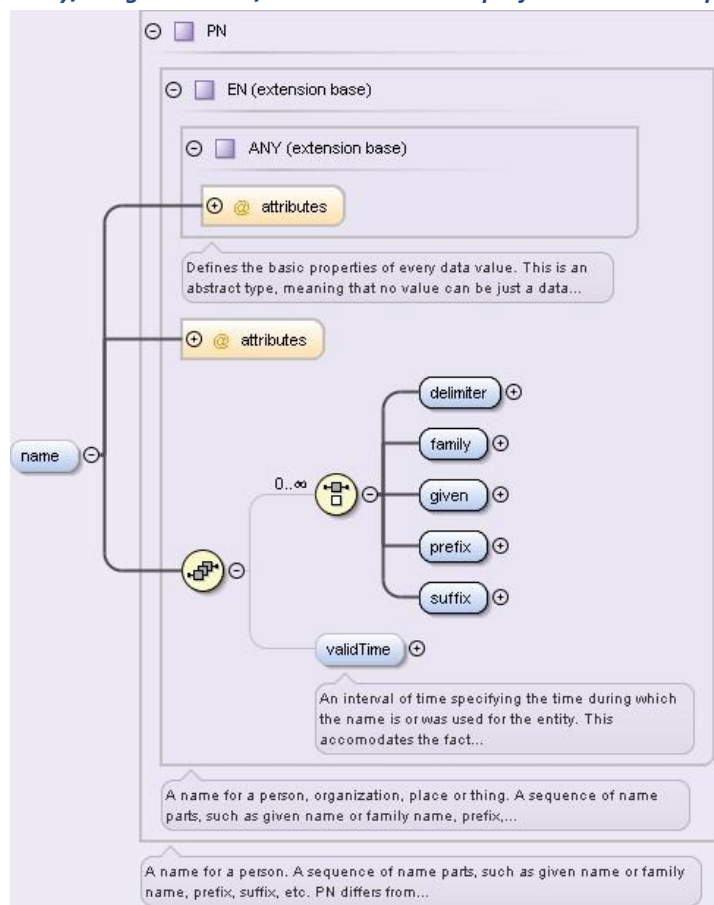 PN
EN (extension base)
ANY (extension base)
@ attributes
Defines the basic properties of every data value. This is an
abstract type, meaning that no value can be just a data...
@ attributes
delimiter
family
name
0..∞
given
prefix
suffix
validTime
An interval of time specifying the time during which
the name is or was used for the entity. This
accomodates the fact...
A name for a person, organization, place or thing. A sequence of name
parts, such as given name or family name, prefix,...
A name for a person. A sequence of name parts, such as given name or family
name, prefix, suffix, etc. PN differs from...